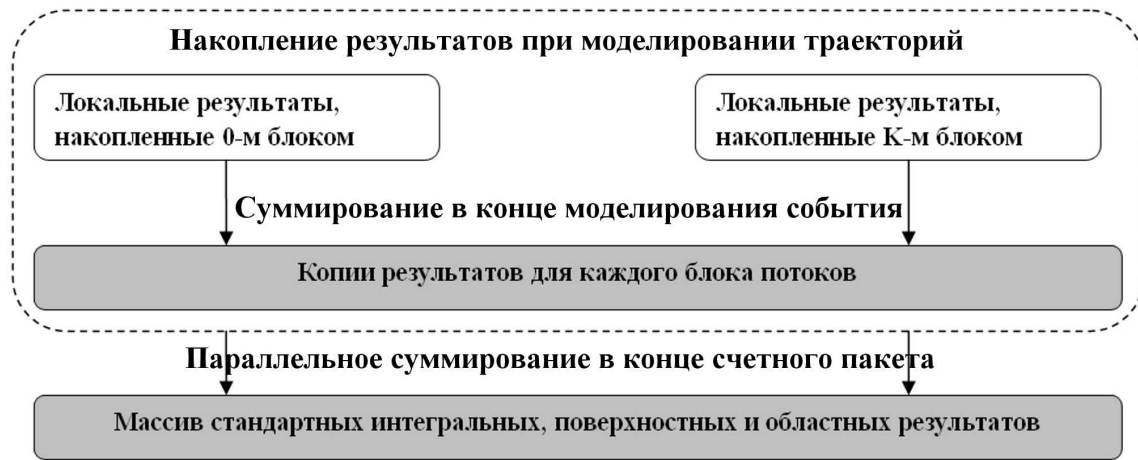 Накопление результатов при моделировании траекторий
Локальные результаты,
накопленные 0-м блоком
Локальные результаты,
накопленные K-м блоком
Суммирование в конце моделирования события
Копии результатов для каждого блока потоков
Параллельное суммирование в конце счетного пакета
Массив стандартных интегральных, поверхностных и областных результатов